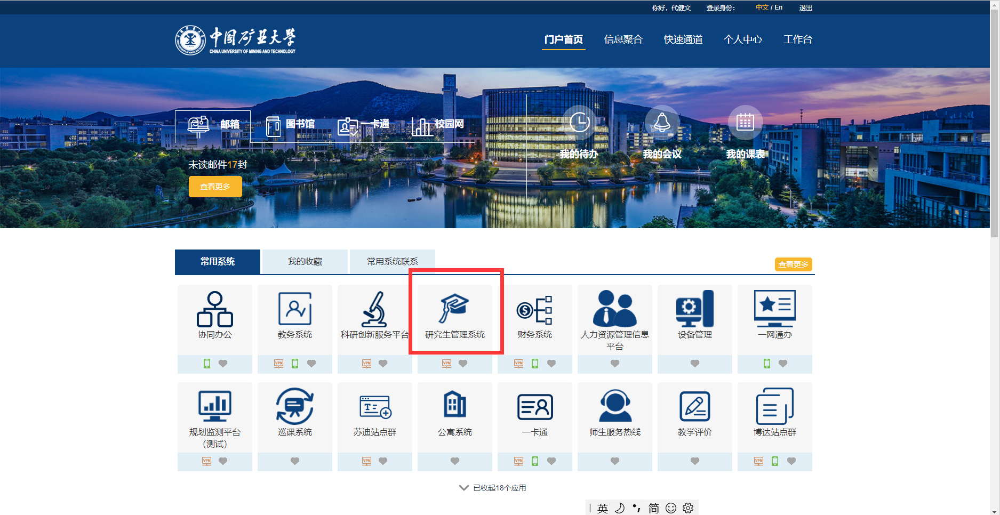 你好，代健文 登录身份： 中文 / En 退出
中国矿业大学
CHINA UNIVERSITY OF MINING AND TECHNOLOGY
门户首页 信息聚合 快速通道 个人中心 工作台
邮箱 图书馆 一卡通 校园网
未读邮件17封
查看更多
我的待办 我的会议 我的课表
常用系统 我的收藏 常用系统联系 查看更多
协同办公 教务系统 科研创新服务平台 研究生管理系统 财务系统 人力资源管理信息 设备管理 一网通办
平台
VPN VPN VPN VPN
规划监测平台 巡课系统 苏迪站点群 公寓系统 一卡通 师生服务热线 教学评价 博达站点群
（测试）
VPN VPN VPN VPN
已收起18个应用
英 简